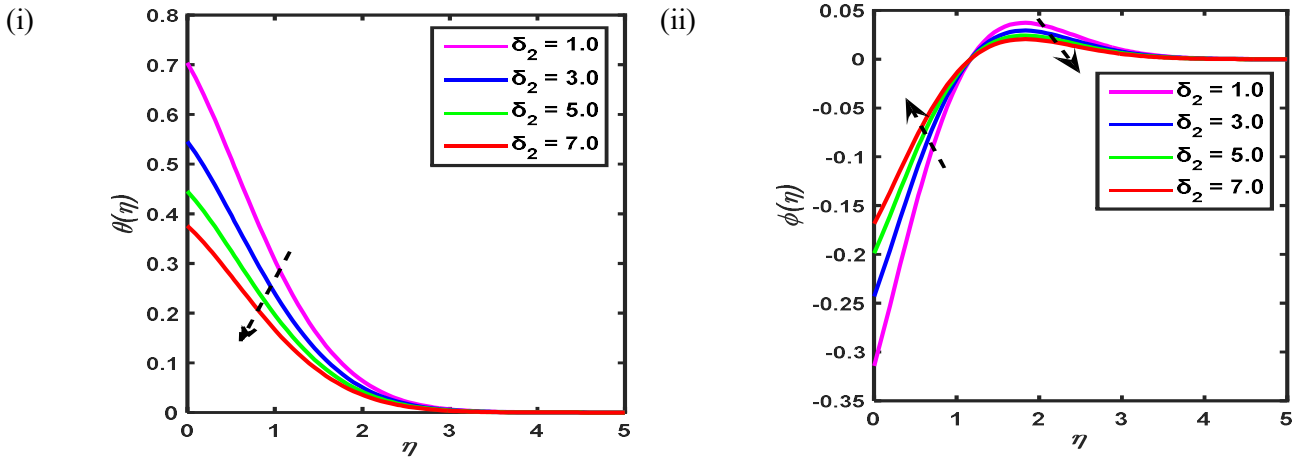 (i)
0.8
0.7
0.6
0.5
0.4
0.3
0.2
0.1
0
θ(η)
0 1 2 3 4 5
η
δ₂ = 1.0
δ₂ = 3.0
δ₂ = 5.0
δ₂ = 7.0
(ii)
0.05
0
-0.05
-0.1
-0.15
-0.2
-0.25
-0.3
-0.35
ϕ(η)
0 1 2 3 4 5
η
δ₂ = 1.0
δ₂ = 3.0
δ₂ = 5.0
δ₂ = 7.0